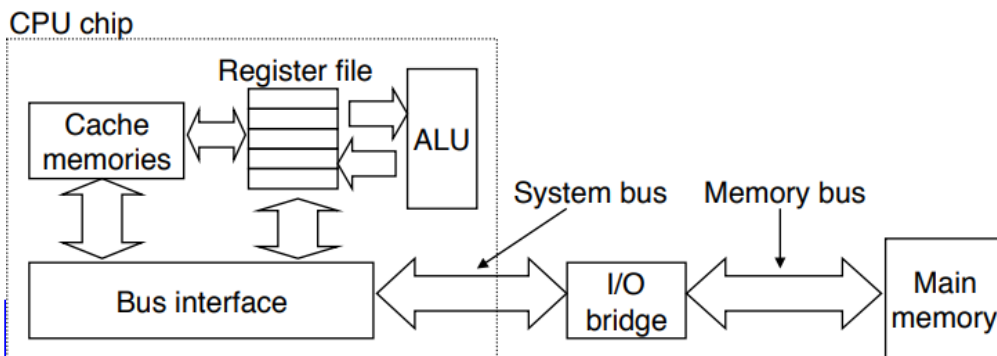 CPU chip
Register file
Cache
memories
ALU
System bus
Memory bus
Bus interface
I/O
bridge
Main
memory